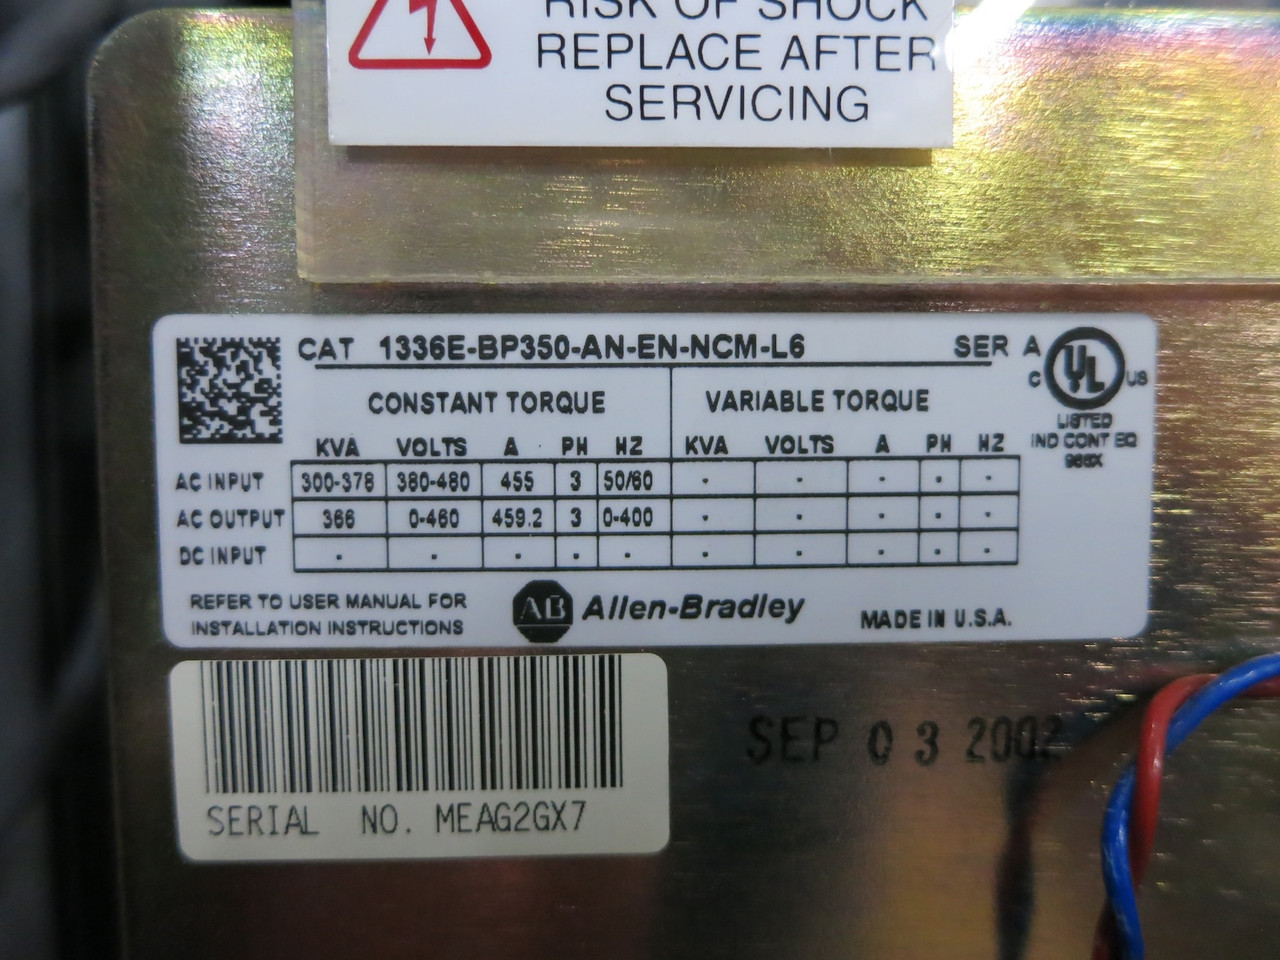 RISK OF SHOCK
REPLACE AFTER
SERVICING
CAT 1336E-BP350-AN-EN-NCM-L6 SER A
CONSTANT TORQUE VARIABLE TORQUE
KVA VOLTS A PH HZ KVA VOLTS A PH HZ
AC INPUT 300-378 380-480 455 3 50/60 - - - - -
AC OUTPUT 366 0-460 459.2 3 0-400 - - - - -
DC INPUT - - - - - - - - - -
C UL US
LISTED
IND CONT EQ
966X
REFER TO USER MANUAL FOR
INSTALLATION INSTRUCTIONS
AB Allen-Bradley
MADE IN U.S.A.
SERIAL NO. MEAG2GX7
SEP 03 2002